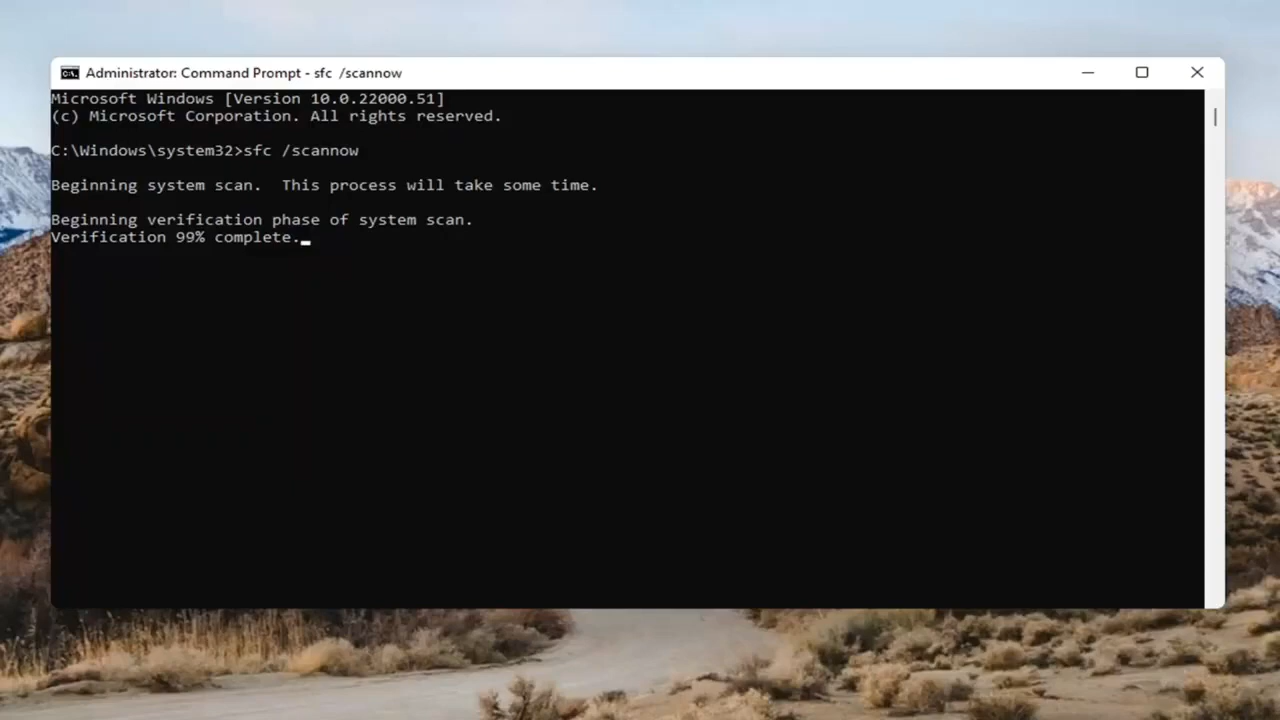 Administrator: Command Prompt - sfc  /scannow
Microsoft Windows [Version 10.0.22000.51]
(c) Microsoft Corporation. All rights reserved.
C:\Windows\system32>sfc /scannow
Beginning system scan.  This process will take some time.
Beginning verification phase of system scan.
Verification 99% complete.